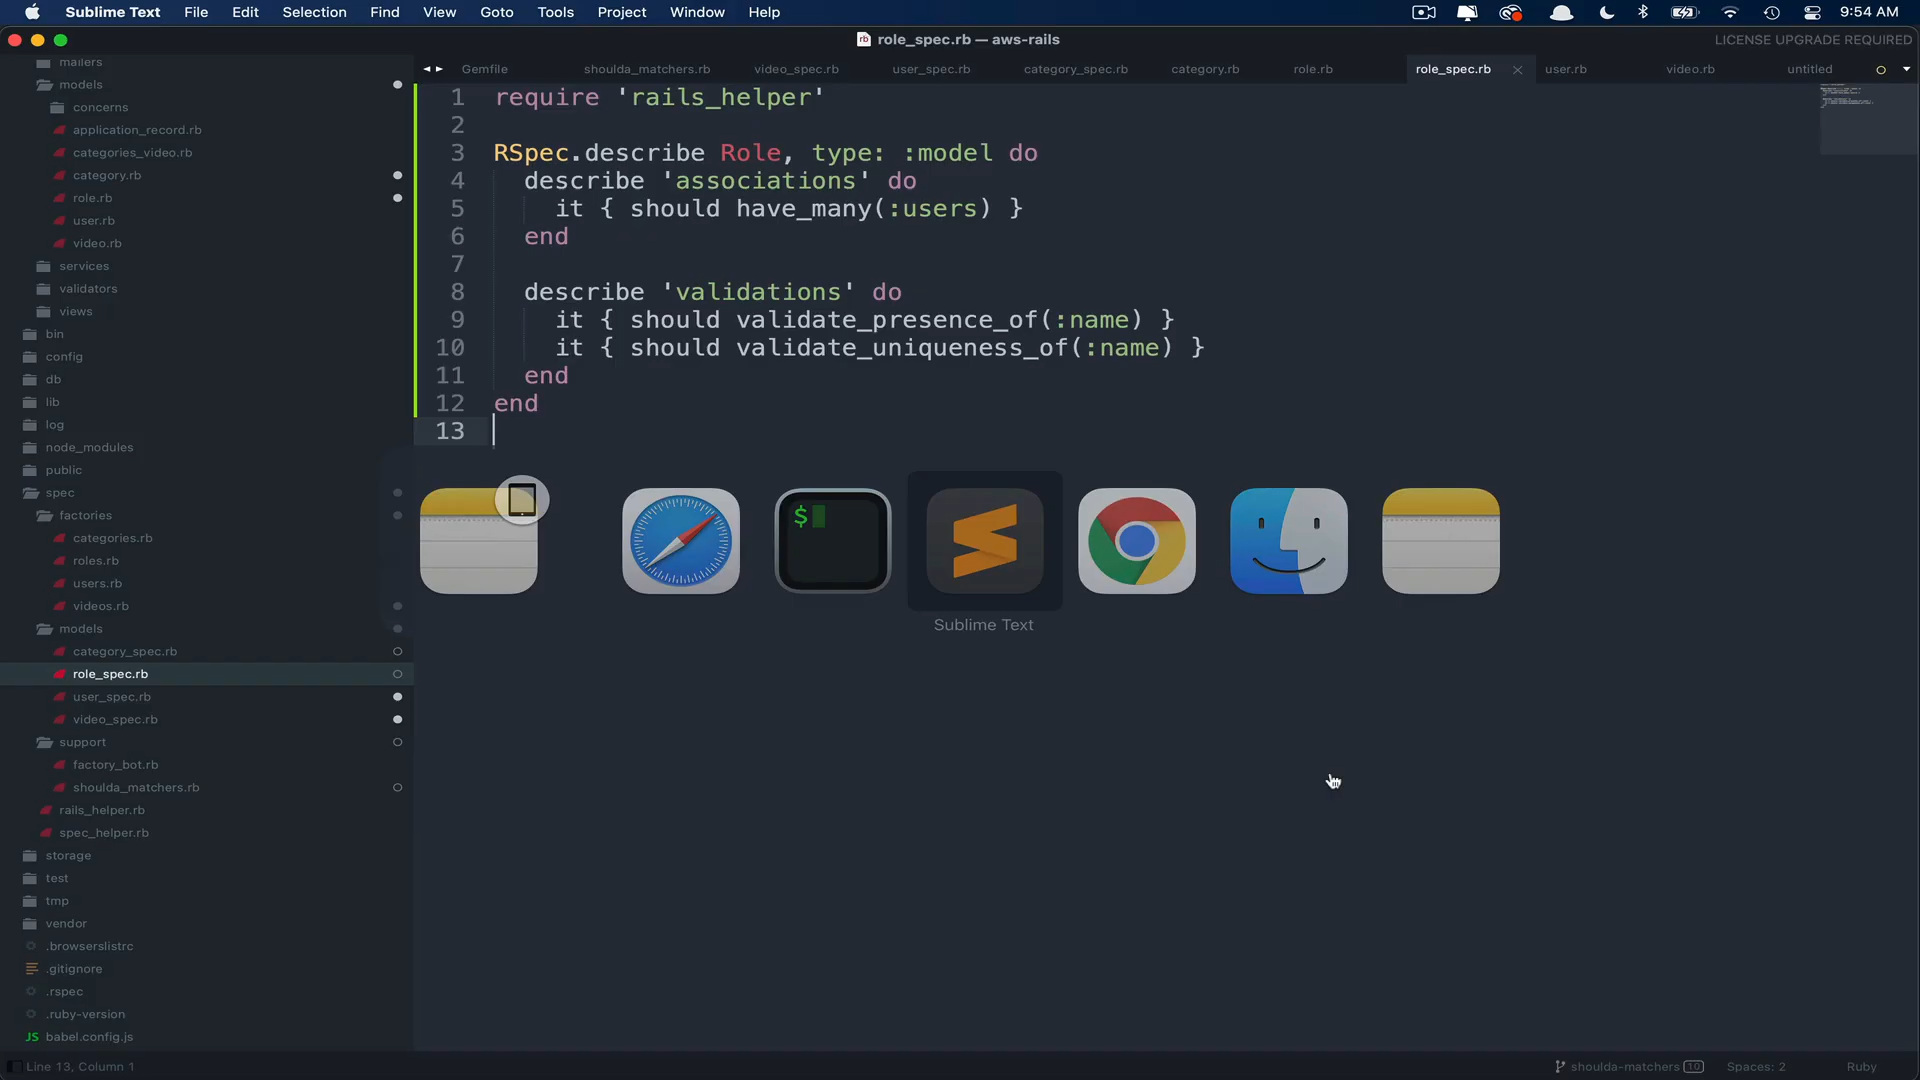 Sublime Text File Edit Selection Find View Goto Tools Project Window Help 9:54 AM
role_spec.rb — aws-rails LICENSE UPGRADE REQUIRED
Gemfile shoulda_matchers.rb video_spec.rb user_spec.rb category_spec.rb category.rb role.rb role_spec.rb user.rb video.rb untitled
mailers
models
concerns
application_record.rb
categories_video.rb
category.rb
role.rb
user.rb
video.rb
services
validators
views
bin
config
db
lib
log
node_modules
public
spec
factories
categories.rb
roles.rb
users.rb
videos.rb
models
category_spec.rb
role_spec.rb
user_spec.rb
video_spec.rb
support
factory_bot.rb
shoulda_matchers.rb
rails_helper.rb
spec_helper.rb
storage
test
tmp
vendor
.browserslistrc
.gitignore
.rspec
.ruby-version
JS babel.config.js
1 require 'rails_helper'
2
3 RSpec.describe Role, type: :model do
4 describe 'associations' do
5 it { should have_many(:users) }
6 end
7
8 describe 'validations' do
9 it { should validate_presence_of(:name) }
10 it { should validate_uniqueness_of(:name) }
11 end
12 end
13
$
Sublime Text
Line 13, Column 1 shoulda-matchers 10 Spaces: 2 Ruby